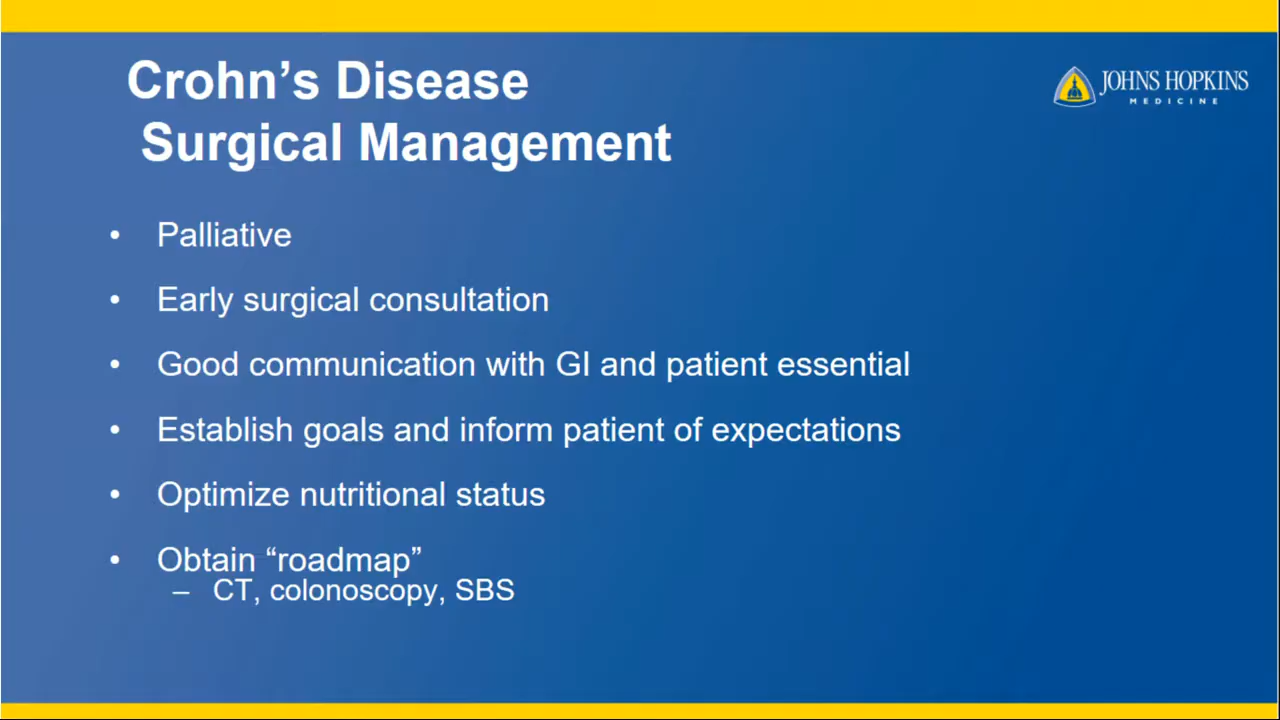 Crohn’s Disease
Surgical Management
JOHNS HOPKINS
MEDICINE
• Palliative
• Early surgical consultation
• Good communication with GI and patient essential
• Establish goals and inform patient of expectations
• Optimize nutritional status
• Obtain “roadmap”
– CT, colonoscopy, SBS